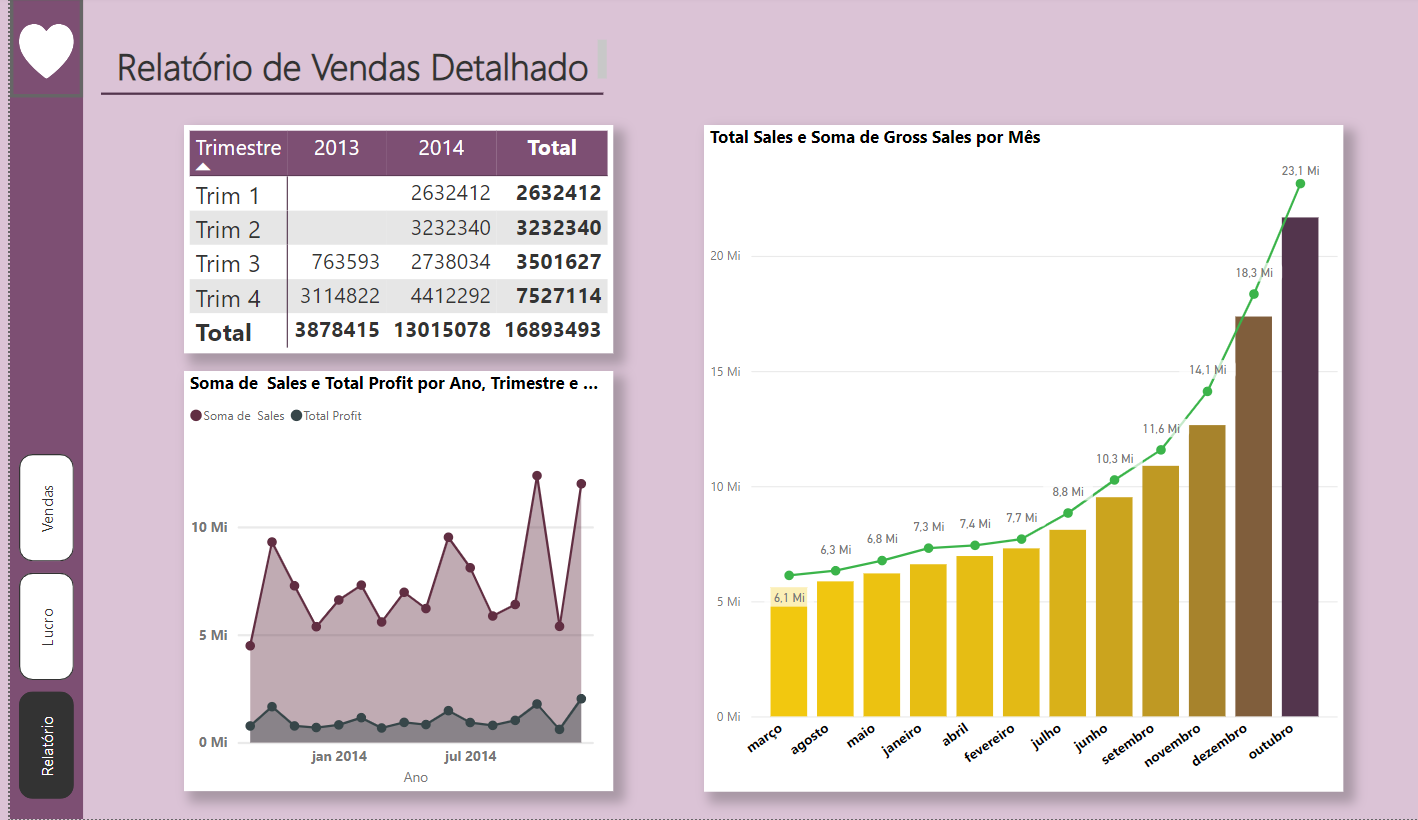 Relatório de Vendas Detalhado
Trimestre 2013 2014 Total
Trim 1 2632412 2632412
Trim 2 3232340 3232340
Trim 3 763593 2738034 3501627
Trim 4 3114822 4412292 7527114
Total 3878415 13015078 16893493
Soma de  Sales e Total Profit por Ano, Trimestre e ...
Soma de  Sales Total Profit
10 Mi
5 Mi
0 Mi
jan 2014 jul 2014
Ano
Total Sales e Soma de Gross Sales por Mês
23,1 Mi
20 Mi
18,3 Mi
15 Mi
14,1 Mi
11,6 Mi
10,3 Mi
10 Mi
8,8 Mi
7,7 Mi
7,4 Mi
7,3 Mi
6,8 Mi
6,3 Mi
5 Mi
6,1 Mi
0 Mi
março agosto maio janeiro abril fevereiro julho junho setembro novembro dezembro outubro
Vendas
Lucro
Relatório